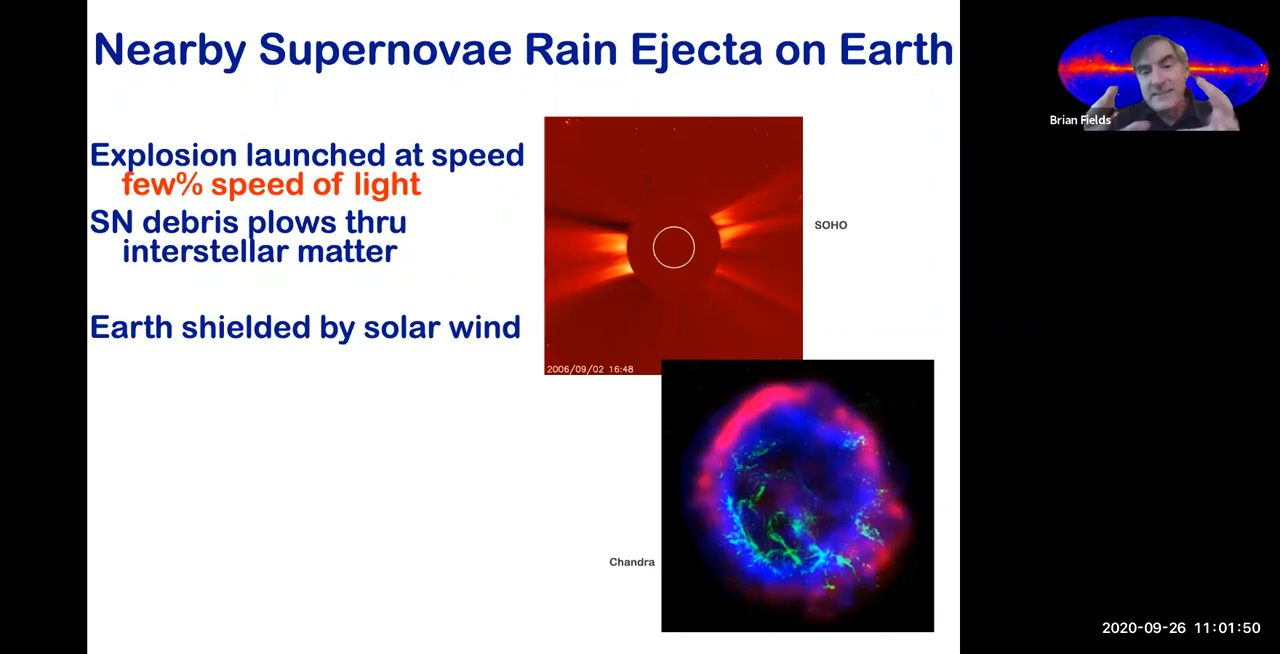 Nearby Supernovae Rain Ejecta on Earth
Brian Fields
Explosion launched at speed
few% speed of light
SN debris plows thru
interstellar matter
SOHO
Earth shielded by solar wind
2006/09/02 16:48
Chandra
2020-09-26 11:01:50